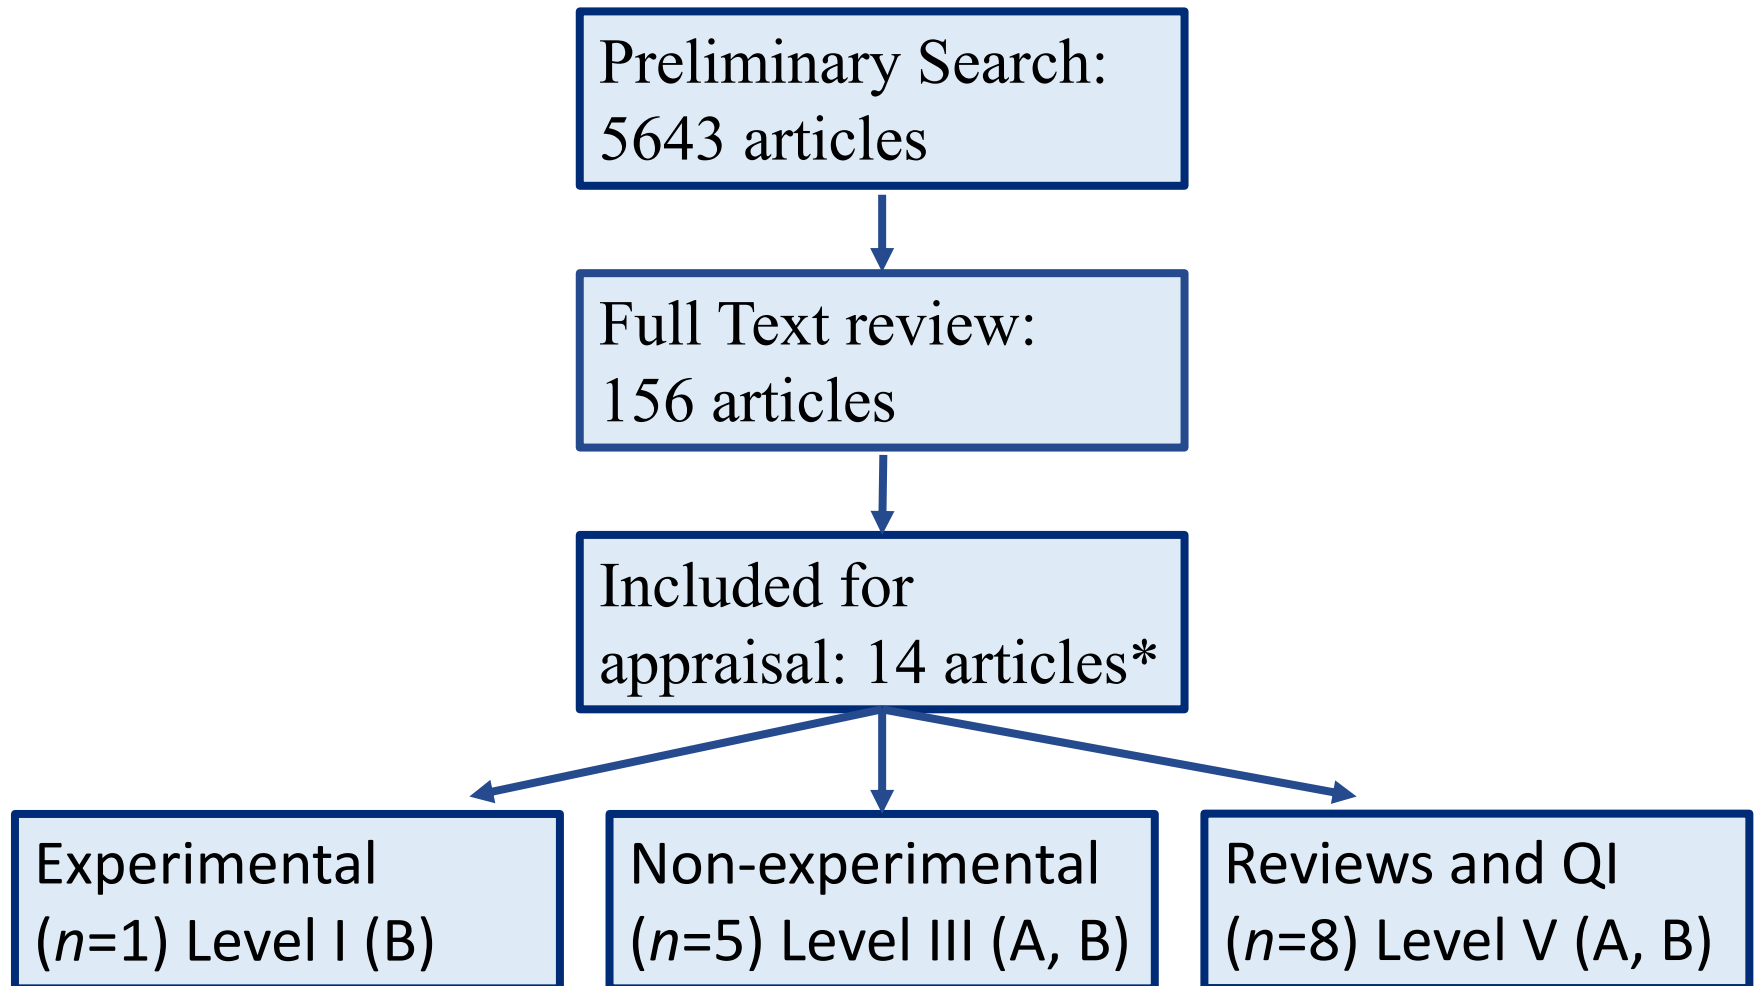 Preliminary Search:
5643 articles
Full Text review:
156 articles
Included for
appraisal: 14 articles*
Experimental
(n=1) Level I (B)
Non-experimental
(n=5) Level III (A, B)
Reviews and QI
(n=8) Level V (A, B)